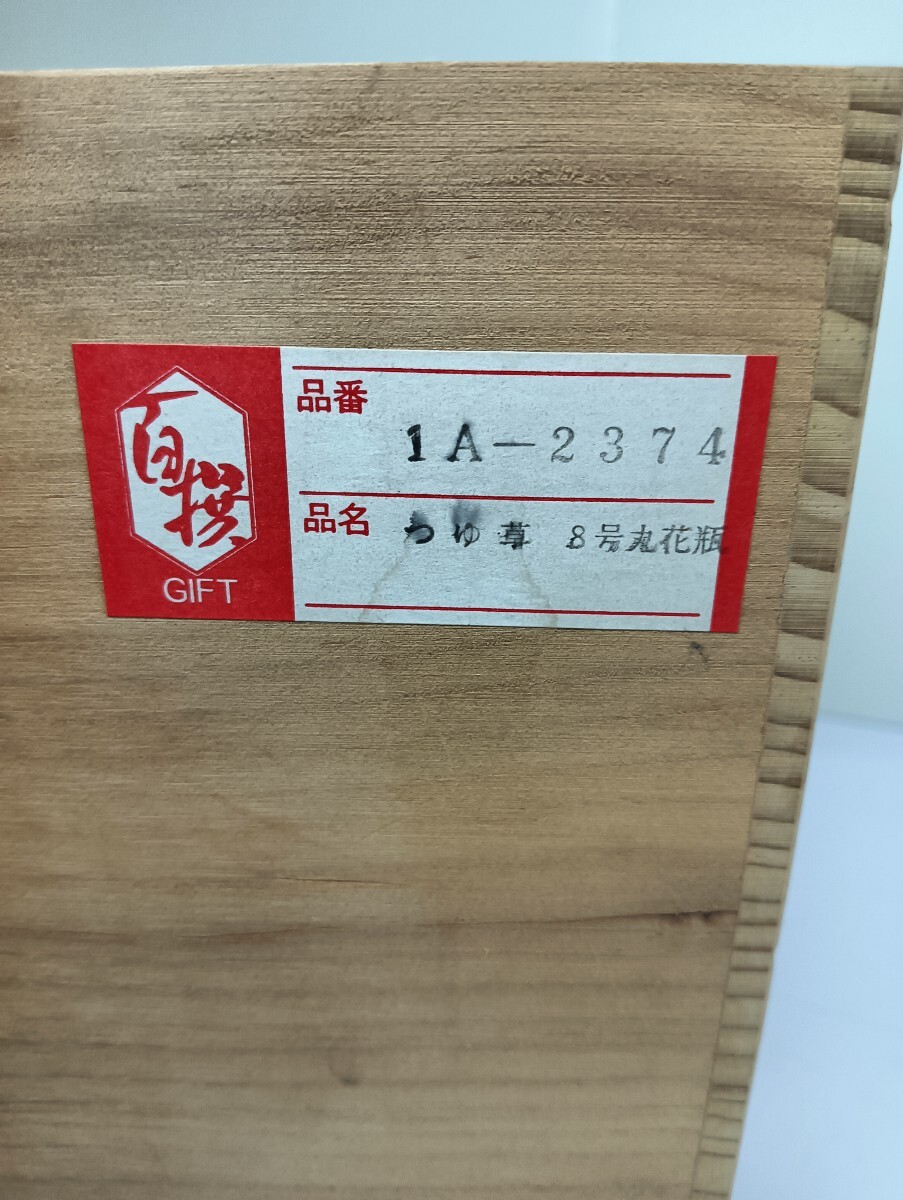 百撰
GIFT
品番
1A-2374
品名
つゆ草 8号丸花瓶